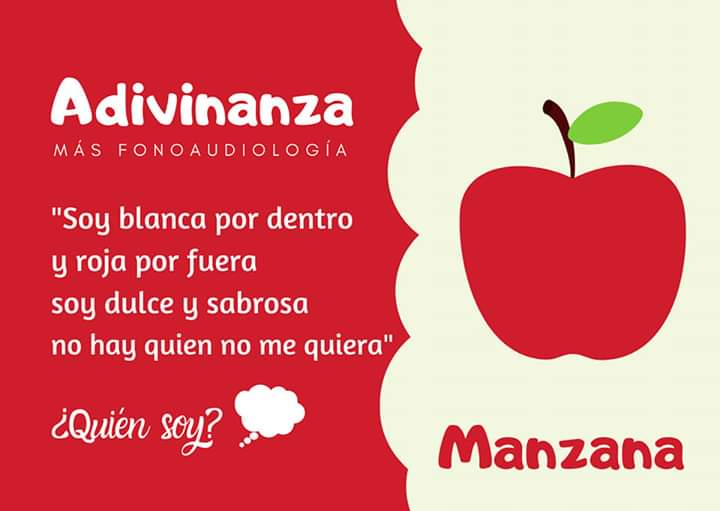 Adivinanza
MÁS FONOAUDIOLOGÍA
"Soy blanca por dentro
y roja por fuera
soy dulce y sabrosa
no hay quien no me quiera"
¿Quién soy?
Manzana